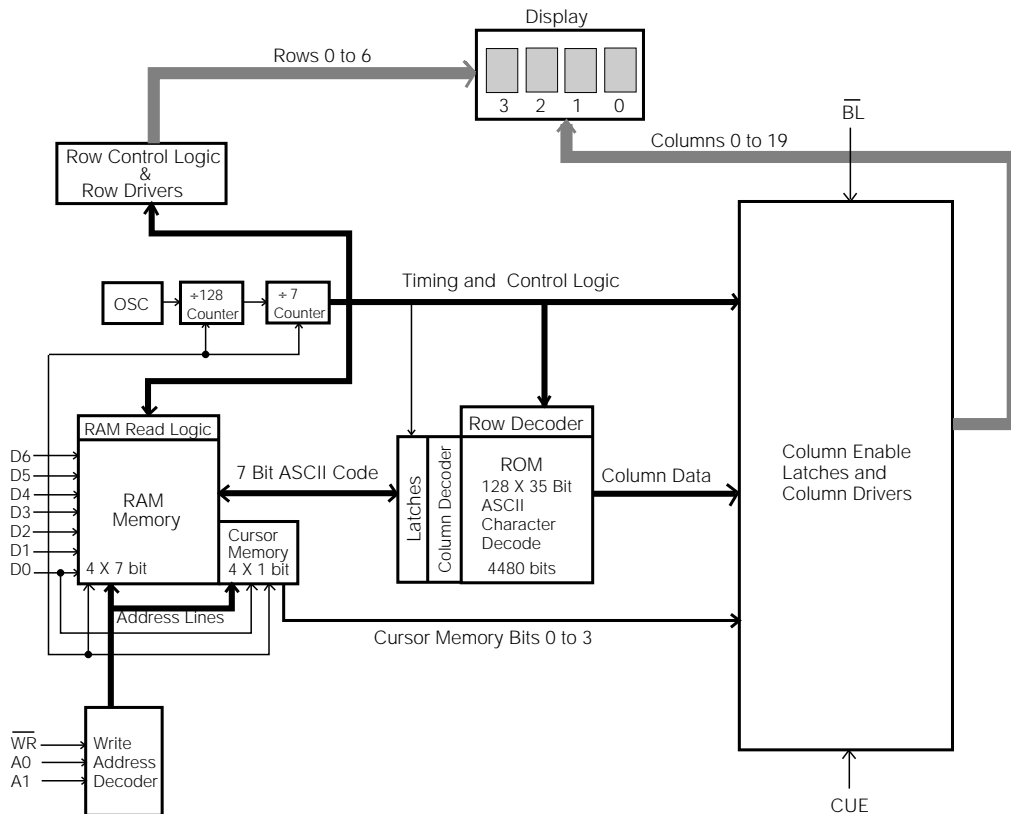 Display
Rows 0 to 6
3 2 1 0
B̅L̅
Columns 0 to 19
Row Control Logic
&
Row Drivers
Timing and Control Logic
OSC
÷128
Counter
÷ 7
Counter
RAM Read Logic
D6
D5
D4
D3
D2
D1
D0
RAM
Memory
4 X 7 bit
Cursor
Memory
4 X 1 bit
7 Bit ASCII Code
Latches
Column Decoder
Row Decoder
ROM
128 X 35 Bit
ASCII
Character
Decode
4480 bits
Column Data
Column Enable
Latches and
Column Drivers
Address Lines
Cursor Memory Bits 0 to 3
W̅R̅
A0
A1
Write
Address
Decoder
CUE